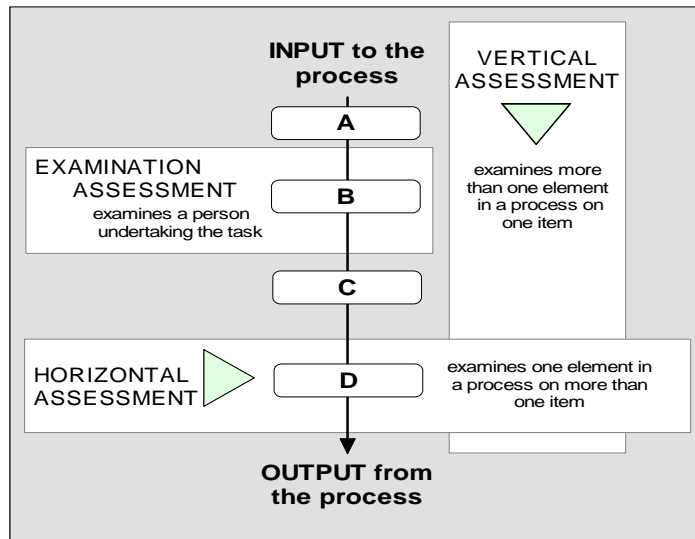 INPUT to the
process
VERTICAL
ASSESSMENT
A
EXAMINATION
ASSESSMENT
examines a person
undertaking the task
B
examines more
than one element
in a process on
one item
C
HORIZONTAL
ASSESSMENT
D
examines one element in
a process on more than
one item
OUTPUT from
the process